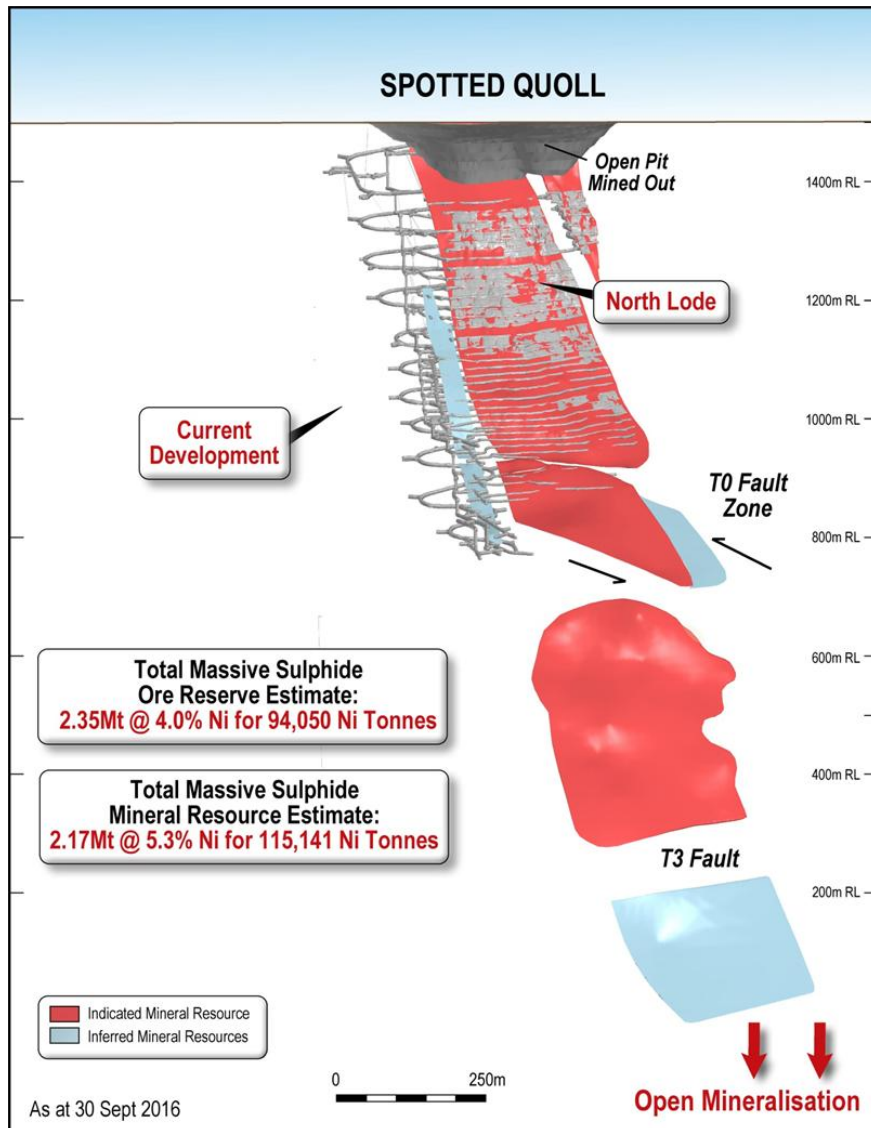 SPOTTED QUOLL
Open Pit
Mined Out
1400m RL
North Lode
1200m RL
Current
Development
1000m RL
T0 Fault
Zone
800m RL
Total Massive Sulphide
Ore Reserve Estimate:
2.35Mt @ 4.0% Ni for 94,050 Ni Tonnes
600m RL
Total Massive Sulphide
Mineral Resource Estimate:
2.17Mt @ 5.3% Ni for 115,141 Ni Tonnes
400m RL
T3 Fault
200m RL
Indicated Mineral Resource
Inferred Mineral Resources
0 250m
As at 30 Sept 2016
Open Mineralisation